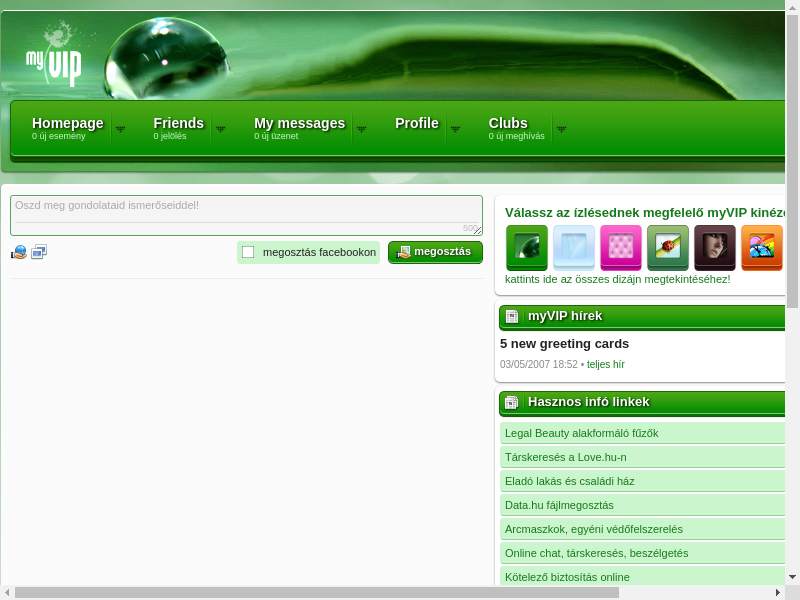 my VIP
Homepage
0 új esemény
Friends
0 jelölés
My messages
0 új üzenet
Profile
Clubs
0 új meghívás
Oszd meg gondolataid ismerőseiddel!
500
megosztás facebookon
megosztás
Válassz az ízlésednek megfelelő myVIP kinéze
kattints ide az összes dizájn megtekintéséhez!
myVIP hírek
5 new greeting cards
03/05/2007 18:52 • teljes hír
Hasznos infó linkek
Legal Beauty alakformáló fűzők
Társkeresés a Love.hu-n
Eladó lakás és családi ház
Data.hu fájlmegosztás
Arcmaszkok, egyéni védőfelszerelés
Online chat, társkeresés, beszélgetés
Kötelező biztosítás online